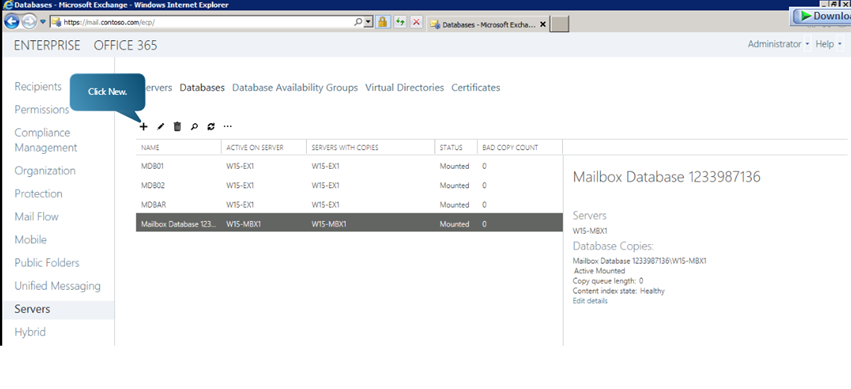 Databases - Microsoft Exchange - Windows Internet Explorer
https://mail.contoso.com/ecp/
Databases - Microsoft Excha...
Downloa
ENTERPRISE OFFICE 365
Administrator Help
Recipients
Permissions
Compliance
Management
Organization
Protection
Mail Flow
Mobile
Public Folders
Unified Messaging
Servers
Hybrid
Click New.
ervers Databases Database Availability Groups Virtual Directories Certificates
NAME ACTIVE ON SERVER SERVERS WITH COPIES STATUS BAD COPY COUNT
MDB01 W15-EX1 W15-EX1 Mounted 0
MDB02 W15-EX1 W15-EX1 Mounted 0
MDBAR W15-EX1 W15-EX1 Mounted 0
Mailbox Database 123... W15-MBX1 W15-MBX1 Mounted 0
Mailbox Database 1233987136
Servers
W15-MBX1
Database Copies:
Mailbox Database 1233987136\W15-MBX1
Active Mounted
Copy queue length: 0
Content index state: Healthy
Edit details